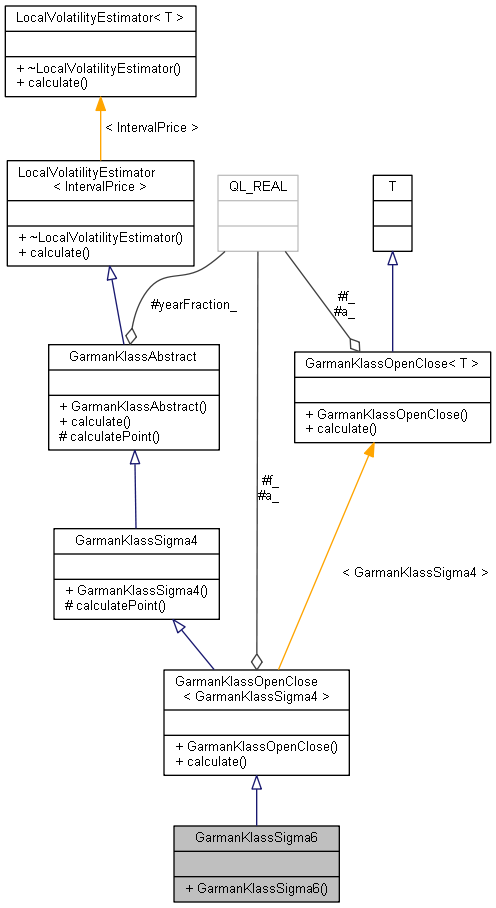 LocalVolatilityEstimator< T >
+ ~LocalVolatilityEstimator()
+ calculate()
< IntervalPrice >
LocalVolatilityEstimator
< IntervalPrice >
+ ~LocalVolatilityEstimator()
+ calculate()
QL_REAL
T
#yearFraction_
#f_
#a_
GarmanKlassAbstract
+ GarmanKlassAbstract()
+ calculate()
# calculatePoint()
GarmanKlassOpenClose< T >
+ GarmanKlassOpenClose()
+ calculate()
#f_
#a_
GarmanKlassSigma4
+ GarmanKlassSigma4()
# calculatePoint()
< GarmanKlassSigma4 >
GarmanKlassOpenClose
< GarmanKlassSigma4 >
+ GarmanKlassOpenClose()
+ calculate()
GarmanKlassSigma6
+ GarmanKlassSigma6()